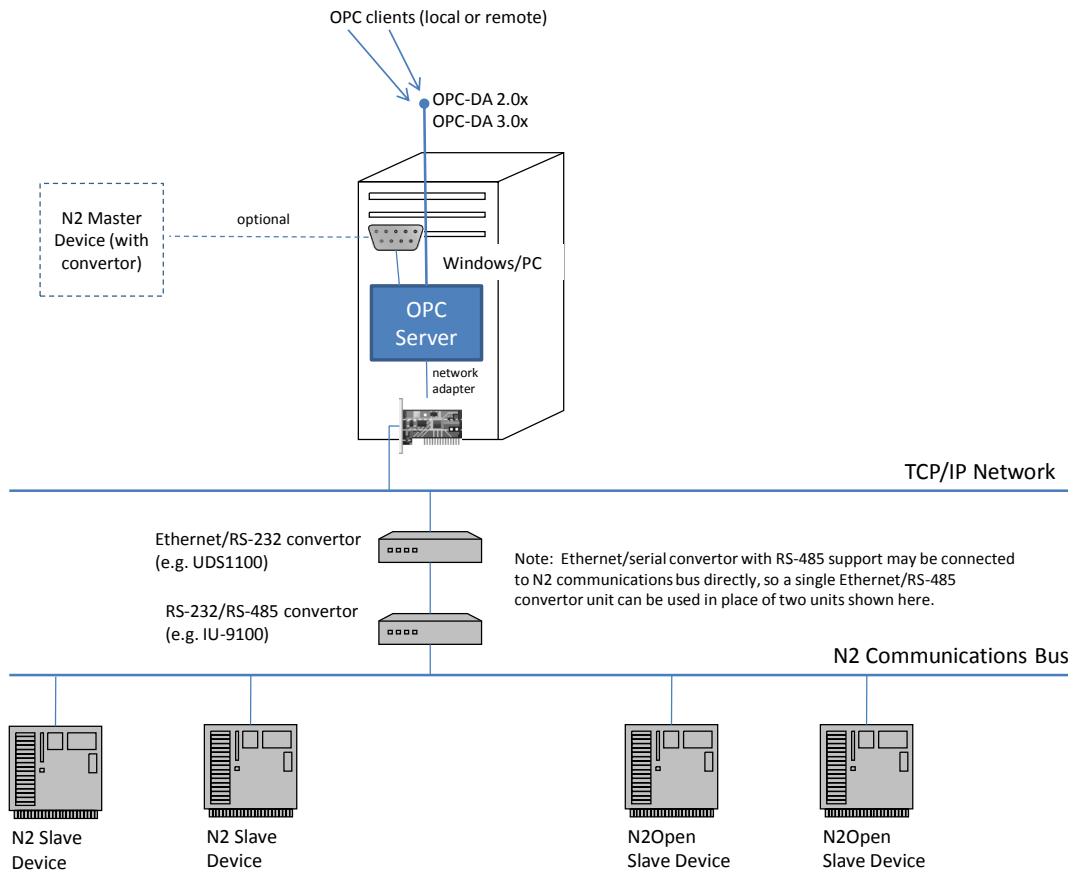 OPC clients (local or remote)
OPC-DA 2.0x
OPC-DA 3.0x
N2 Master
Device (with
convertor)
optional
Windows/PC
OPC
Server
network
adapter
TCP/IP Network
Ethernet/RS-232 convertor
(e.g. UDS1100)
Note: Ethernet/serial convertor with RS-485 support may be connected
to N2 communications bus directly, so a single Ethernet/RS-485
convertor unit can be used in place of two units shown here.
RS-232/RS-485 convertor
(e.g. IU-9100)
N2 Communications Bus
N2 Slave
Device
N2 Slave
Device
N2Open
Slave Device
N2Open
Slave Device